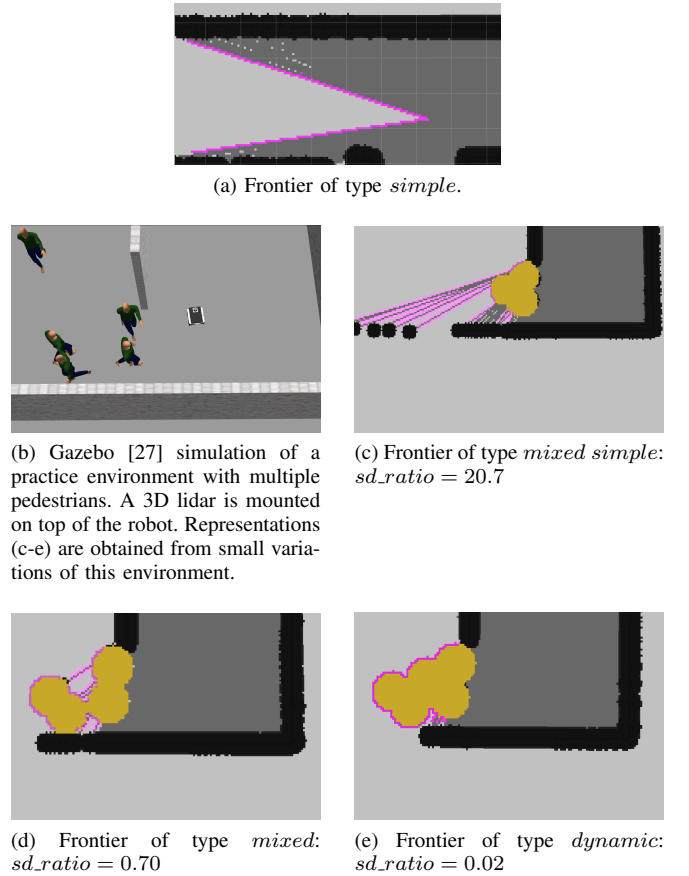 (a) Frontier of type simple.
(b) Gazebo [27] simulation of a
practice environment with multiple
pedestrians. A 3D lidar is mounted
on top of the robot. Representations
(c-e) are obtained from small varia-
tions of this environment.
(c) Frontier of type mixed simple:
sd_ratio = 20.7
(d) Frontier of type mixed:
sd_ratio = 0.70
(e) Frontier of type dynamic:
sd_ratio = 0.02